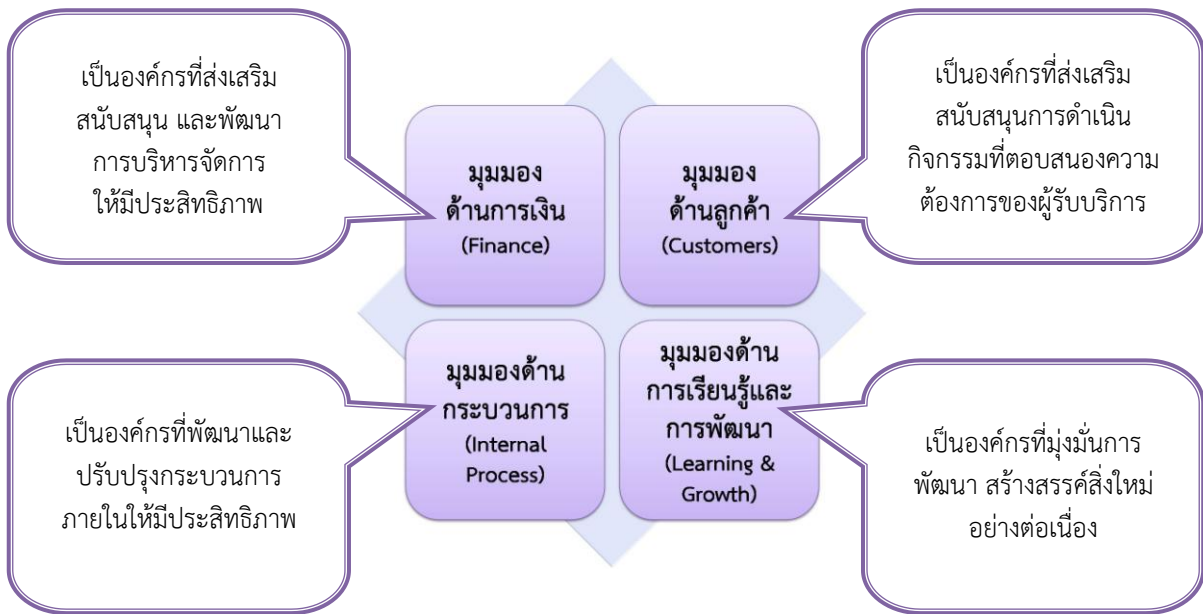 เป็นองค์กรที่ส่งเสริม
สนับสนุน และพัฒนา
การบริหารจัดการ
ให้มีประสิทธิภาพ
มุมมอง
ด้านการเงิน
(Finance)
มุมมอง
ด้านลูกค้า
(Customers)
เป็นองค์กรที่ส่งเสริม
สนับสนุนการดำเนิน
กิจกรรมที่ตอบสนองความ
ต้องการของผู้รับบริการ
เป็นองค์กรที่พัฒนาและ
ปรับปรุงกระบวนการ
ภายในให้มีประสิทธิภาพ
มุมมองด้าน
กระบวนการ
(Internal
Process)
มุมมองด้าน
การเรียนรู้และ
การพัฒนา
(Learning &
Growth)
เป็นองค์กรที่มุ่งมั่นการ
พัฒนา สร้างสรรค์สิ่งใหม่
อย่างต่อเนื่อง